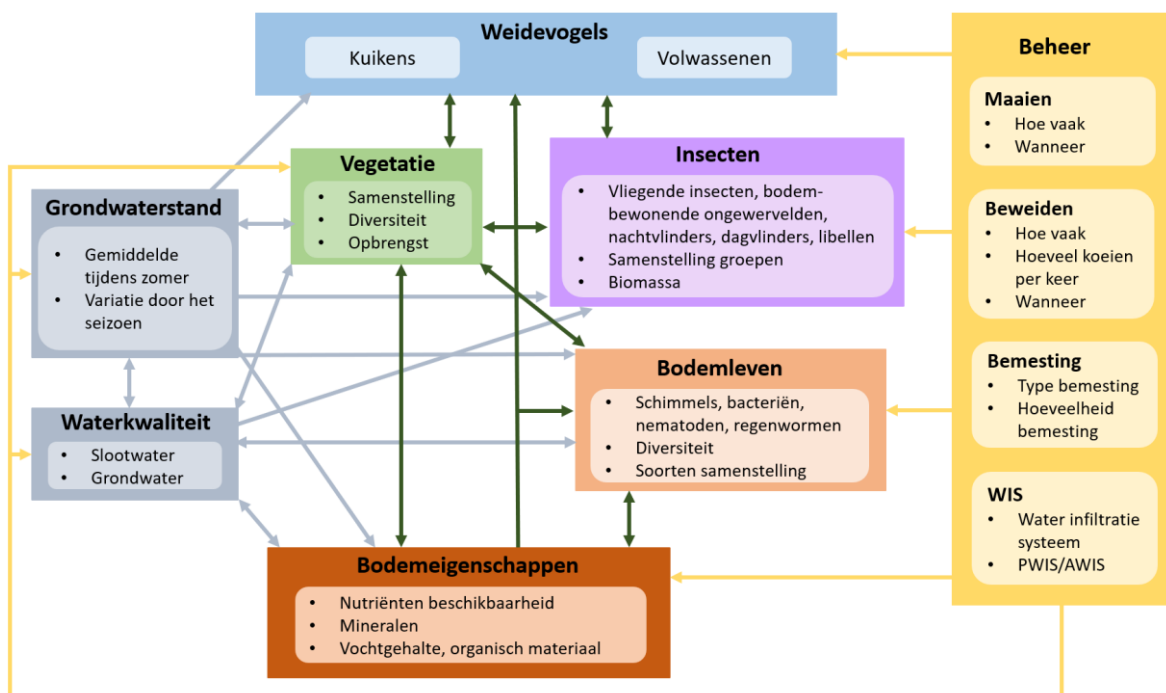 Weidevogels
Kuikens
Volwassenen
Vegetatie
• Samenstelling
• Diversiteit
• Opbrengst
Insecten
• Vliegende insecten, bodem-
bewonende ongewervelden,
nachtvlinders, dagvlinders, libellen
• Samenstelling groepen
• Biomassa
Grondwaterstand
• Gemiddelde
tijdens zomer
• Variatie door het
seizoen
Waterkwaliteit
• Slootwater
• Grondwater
Bodemleven
• Schimmels, bacteriën,
nematoden, regenwormen
• Diversiteit
• Soorten samenstelling
Bodemeigenschappen
• Nutriënten beschikbaarheid
• Mineralen
• Vochtgehalte, organisch materiaal
Beheer
Maaien
• Hoe vaak
• Wanneer
Beweiden
• Hoe vaak
• Hoeveel koeien
per keer
• Wanneer
Bemesting
• Type bemesting
• Hoeveelheid
bemesting
WIS
• Water infiltratie
systeem
• PWIS/AWIS